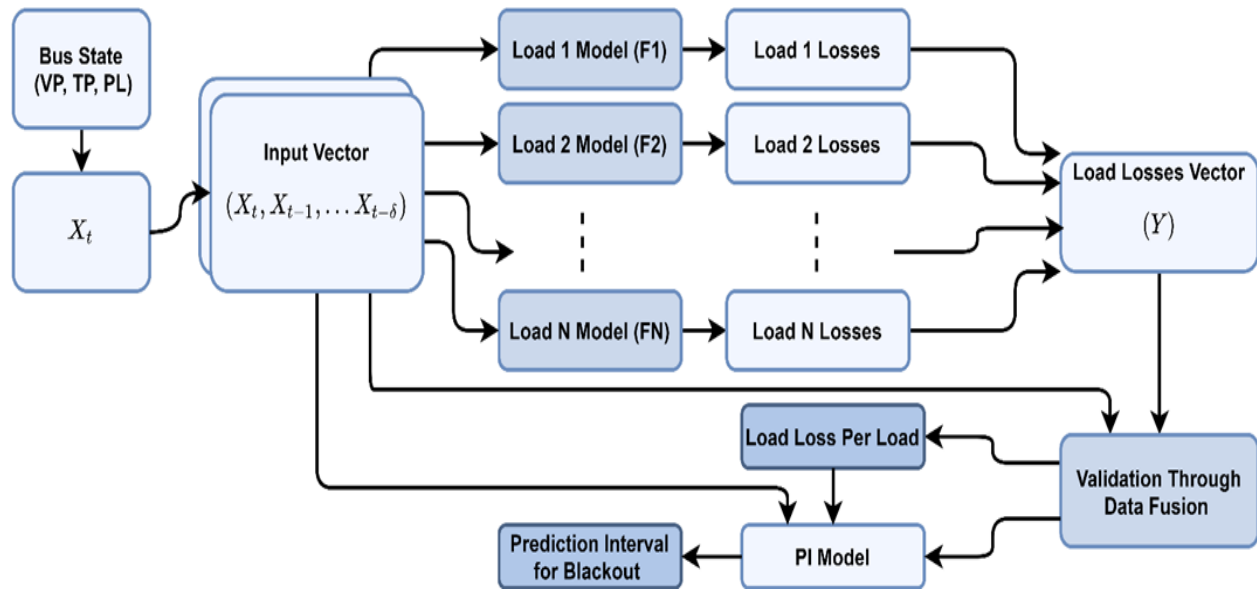 Bus State
(VP, TP, PL)
X_t
Input Vector
(X_t, X_{t-1}, ... X_{t-δ})
Load 1 Model (F1)
Load 1 Losses
Load 2 Model (F2)
Load 2 Losses
Load N Model (FN)
Load N Losses
Load Losses Vector
(Y)
Load Loss Per Load
Validation Through
Data Fusion
Prediction Interval
for Blackout
PI Model